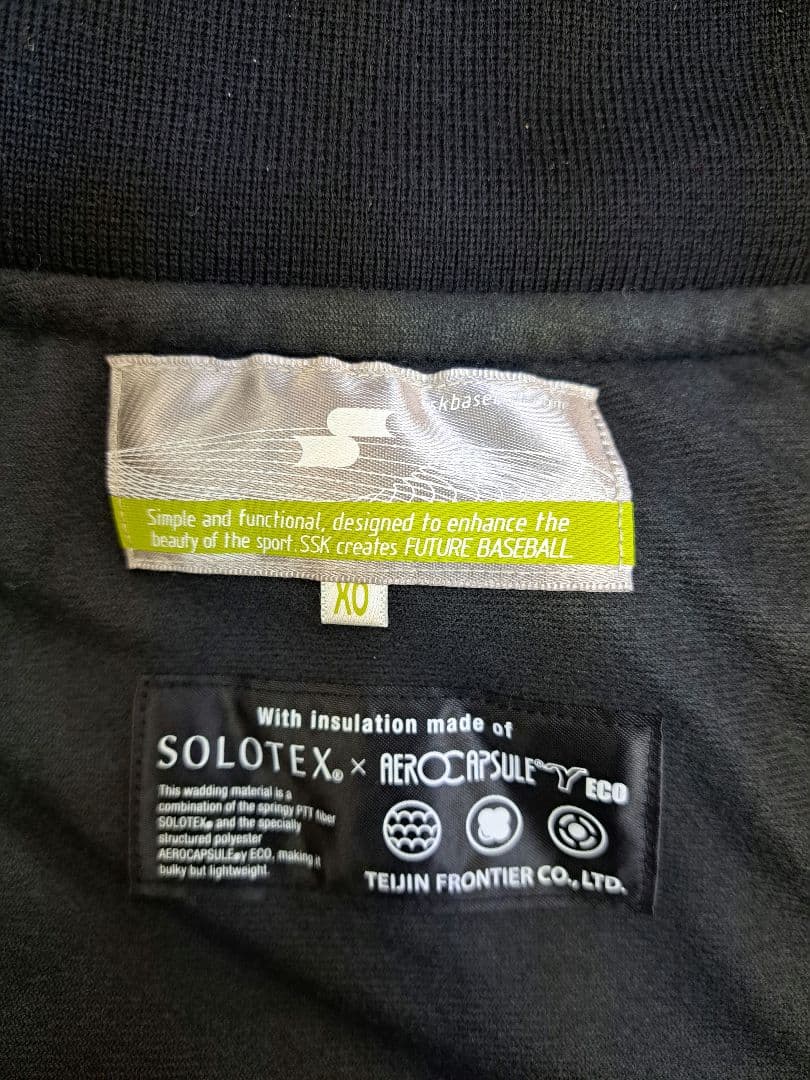 Simple and functional, designed to enhance the
beauty of the sport. SSK creates FUTURE BASEBALL
XO
With insulation made of
SOLOTEX® × AEROCAPSULE® Y ECO
This wadding material is a
combination of the springy PTT fiber
SOLOTEX® and the specially
structured polyester
AEROCAPSULE®y ECO, making it
bulky but lightweight.
TEIJIN FRONTIER CO., LTD.